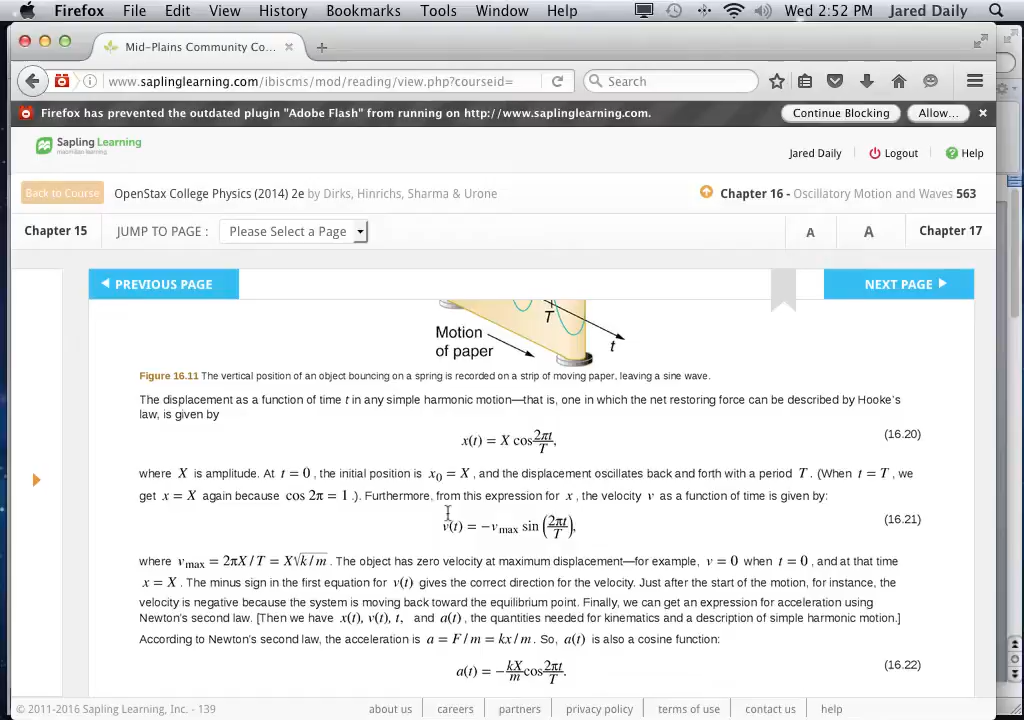 Firefox File Edit View History Bookmarks Tools Window Help Wed 2:52 PM Jared Daily
Mid-Plains Community Co...
www.saplinglearning.com/ibiscms/mod/reading/view.php?courseid= Search
Firefox has prevented the outdated plugin "Adobe Flash" from running on http://www.saplinglearning.com. Continue Blocking Allow...
Sapling Learning
macmillan learning
Jared Daily Logout Help
Back to Course OpenStax College Physics (2014) 2e by Dirks, Hinrichs, Sharma & Urone Chapter 16 - Oscillatory Motion and Waves 563
Chapter 15 JUMP TO PAGE : Please Select a Page A A Chapter 17
PREVIOUS PAGE NEXT PAGE
T
t
Motion
of paper
Figure 16.11 The vertical position of an object bouncing on a spring is recorded on a strip of moving paper, leaving a sine wave.
The displacement as a function of time t in any simple harmonic motion—that is, one in which the net restoring force can be described by Hooke's
law, is given by
x(t) = X cos 2πt/T, (16.20)
where X is amplitude. At t = 0 , the initial position is x₀ = X , and the displacement oscillates back and forth with a period T . (When t = T , we
get x = X again because cos 2π = 1 .). Furthermore, from this expression for x , the velocity v as a function of time is given by:
v(t) = −v_max sin (2πt/T), (16.21)
where v_max = 2πX/T = X√k/m . The object has zero velocity at maximum displacement—for example, v = 0 when t = 0 , and at that time
x = X . The minus sign in the first equation for v(t) gives the correct direction for the velocity. Just after the start of the motion, for instance, the
velocity is negative because the system is moving back toward the equilibrium point. Finally, we can get an expression for acceleration using
Newton's second law. [Then we have x(t), v(t), t, and a(t) , the quantities needed for kinematics and a description of simple harmonic motion.]
According to Newton's second law, the acceleration is a = F/m = kx/m . So, a(t) is also a cosine function:
a(t) = −kX/m cos 2πt/T. (16.22)
© 2011-2016 Sapling Learning, Inc. - 139 about us careers partners privacy policy terms of use contact us help